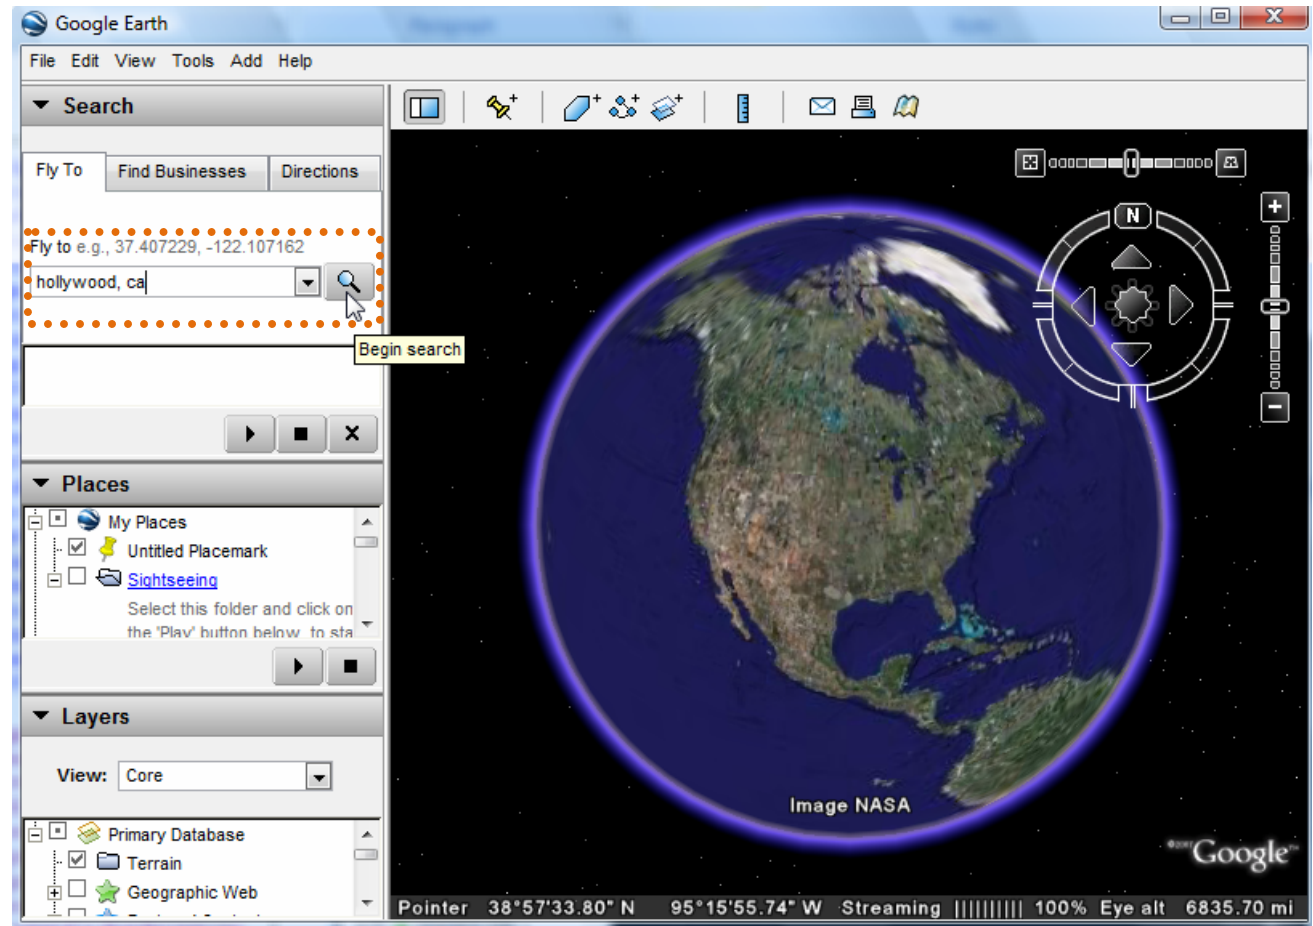 Google Earth
File Edit View Tools Add Help
Search
Fly To
Find Businesses
Directions
Fly to e.g., 37.407229, -122.107162
hollywood, ca
Begin search
Places
My Places
Untitled Placemark
Sightseeing
Select this folder and click on
the 'Play' button below, to sta
Layers
View: Core
Primary Database
Terrain
Geographic Web
N
Image NASA
Google
Pointer 38°57'33.80" N 95°15'55.74" W Streaming |||||||||| 100% Eye alt 6835.70 mi